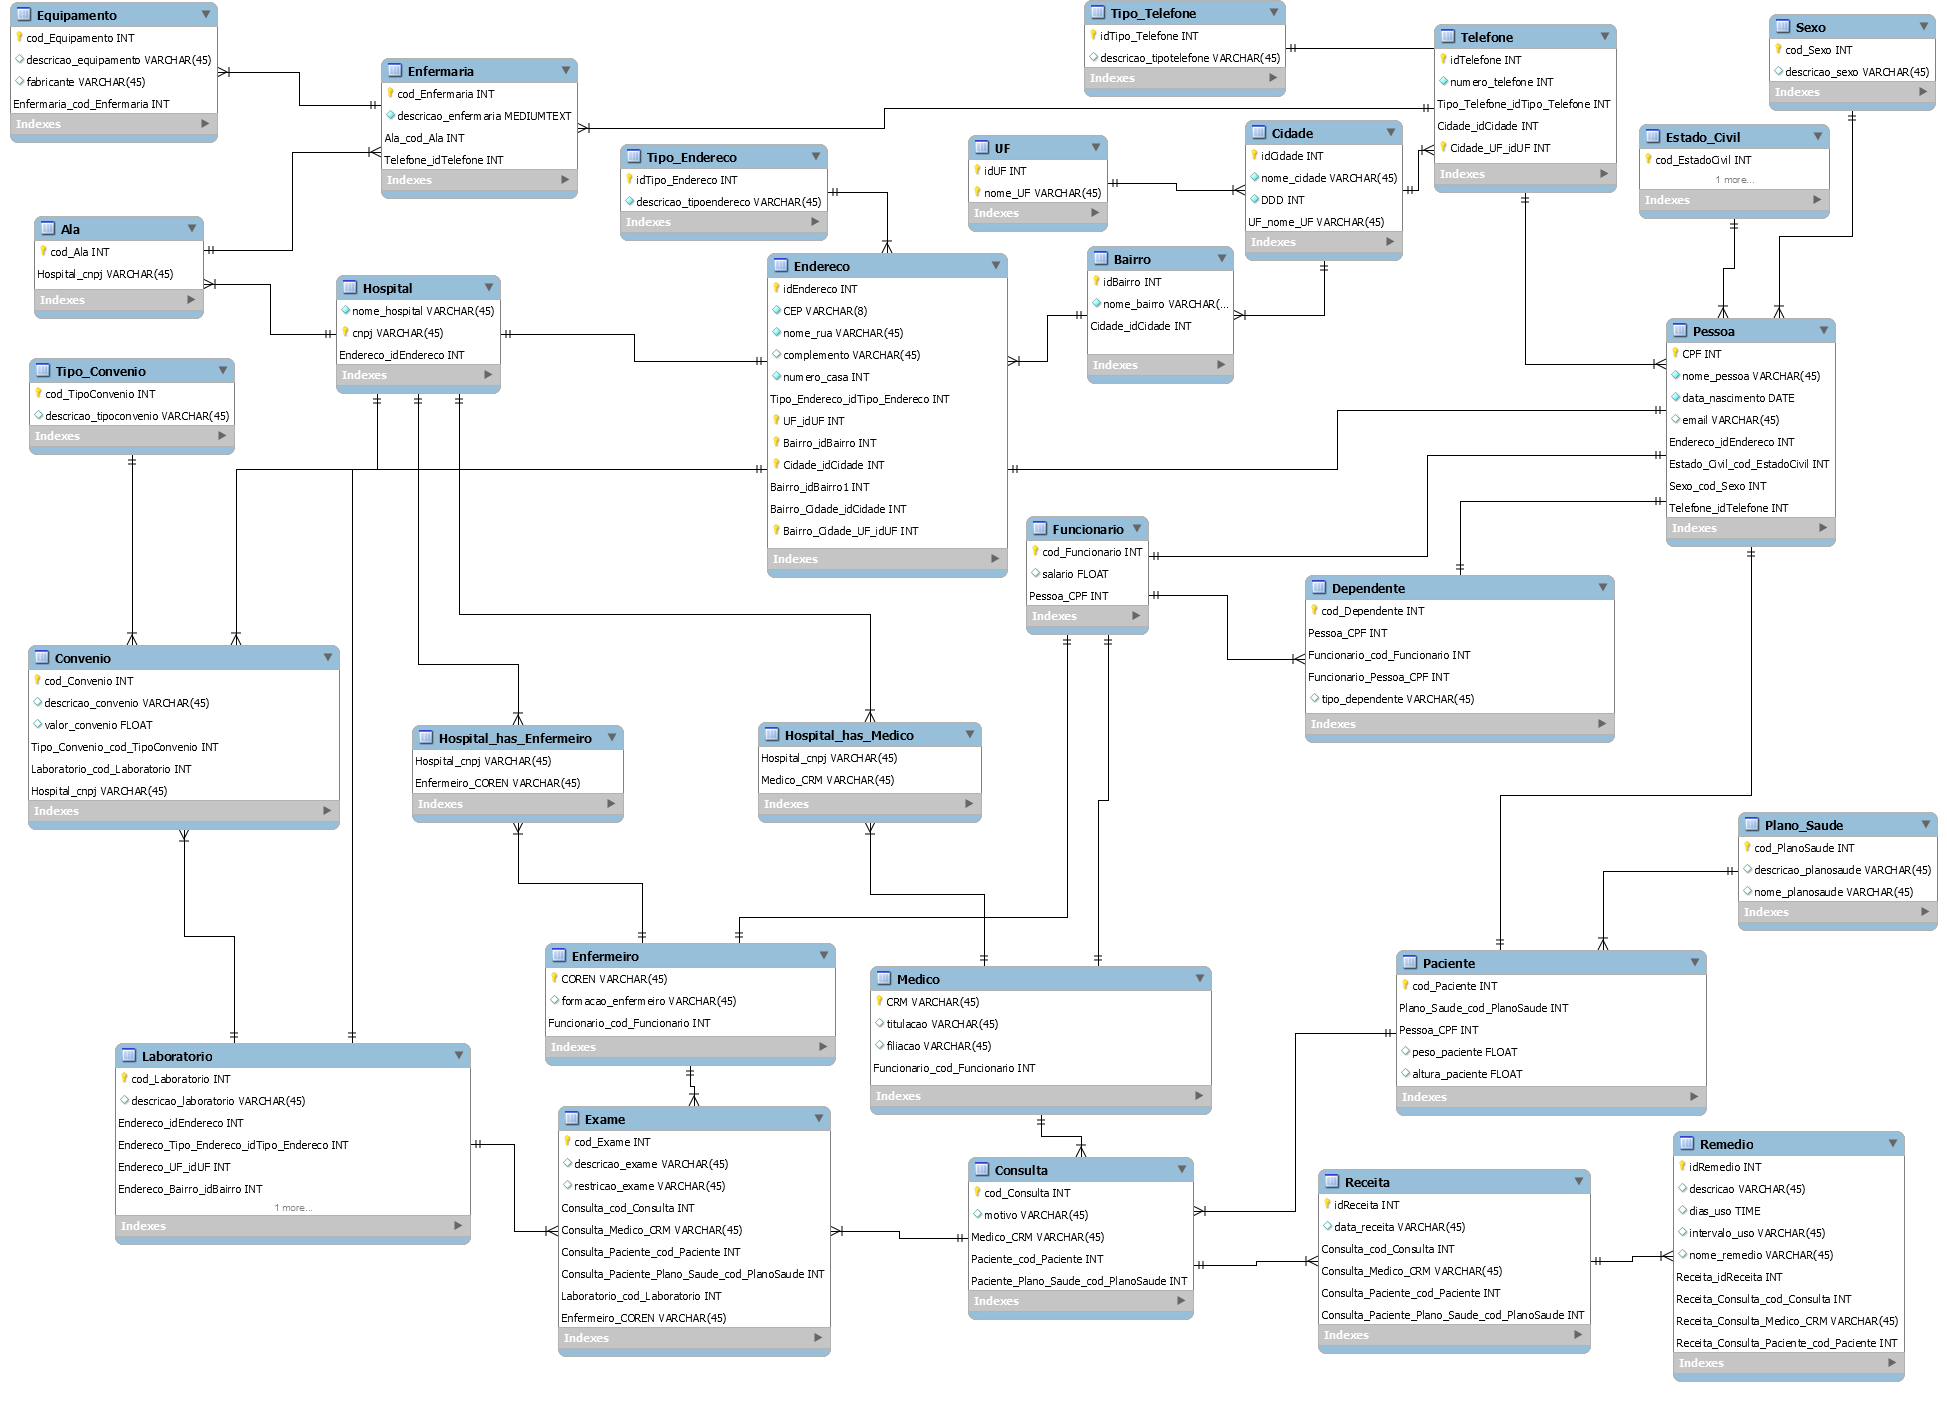 Equipamento
cod_Equipamento INT
descricao_equipamento VARCHAR(45)
fabricante VARCHAR(45)
Enfermaria_cod_Enfermaria INT
Indexes
Enfermaria
cod_Enfermaria INT
descricao_enfermaria MEDIUMTEXT
Ala_cod_Ala INT
Telefone_idTelefone INT
Indexes
Tipo_Telefone
idTipo_Telefone INT
descricao_tipotelefone VARCHAR(45)
Indexes
Telefone
idTelefone INT
numero_telefone INT
Tipo_Telefone_idTipo_Telefone INT
Cidade_idCidade INT
Cidade_UF_idUF INT
Indexes
Sexo
cod_Sexo INT
descricao_sexo VARCHAR(45)
Indexes
Estado_Civil
cod_EstadoCivil INT
1 more...
Indexes
Tipo_Endereco
idTipo_Endereco INT
descricao_tipoendereco VARCHAR(45)
Indexes
UF
idUF INT
nome_UF VARCHAR(45)
Indexes
Cidade
idCidade INT
nome_cidade VARCHAR(45)
DDD INT
UF_nome_UF VARCHAR(45)
Indexes
Ala
cod_Ala INT
Hospital_cnpj VARCHAR(45)
Indexes
Hospital
nome_hospital VARCHAR(45)
cnpj VARCHAR(45)
Endereco_idEndereco INT
Indexes
Endereco
idEndereco INT
CEP VARCHAR(8)
nome_rua VARCHAR(45)
complemento VARCHAR(45)
numero_casa INT
Tipo_Endereco_idTipo_Endereco INT
UF_idUF INT
Bairro_idBairro INT
Cidade_idCidade INT
Bairro_idBairro1 INT
Bairro_Cidade_idCidade INT
Bairro_Cidade_UF_idUF INT
Indexes
Bairro
idBairro INT
nome_bairro VARCHAR(...
Cidade_idCidade INT
Indexes
Pessoa
CPF INT
nome_pessoa VARCHAR(45)
data_nascimento DATE
email VARCHAR(45)
Endereco_idEndereco INT
Estado_Civil_cod_EstadoCivil INT
Sexo_cod_Sexo INT
Telefone_idTelefone INT
Indexes
Tipo_Convenio
cod_TipoConvenio INT
descricao_tipoconvenio VARCHAR(45)
Indexes
Funcionario
cod_Funcionario INT
salario FLOAT
Pessoa_CPF INT
Indexes
Dependente
cod_Dependente INT
Pessoa_CPF INT
Funcionario_cod_Funcionario INT
Funcionario_Pessoa_CPF INT
tipo_dependente VARCHAR(45)
Indexes
Convenio
cod_Convenio INT
descricao_convenio VARCHAR(45)
valor_convenio FLOAT
Tipo_Convenio_cod_TipoConvenio INT
Laboratorio_cod_Laboratorio INT
Hospital_cnpj VARCHAR(45)
Indexes
Hospital_has_Enfermeiro
Hospital_cnpj VARCHAR(45)
Enfermeiro_COREN VARCHAR(45)
Indexes
Hospital_has_Medico
Hospital_cnpj VARCHAR(45)
Medico_CRM VARCHAR(45)
Indexes
Plano_Saude
cod_PlanoSaude INT
descricao_planosaude VARCHAR(45)
nome_planosaude VARCHAR(45)
Indexes
Enfermeiro
COREN VARCHAR(45)
formacao_enfermeiro VARCHAR(45)
Funcionario_cod_Funcionario INT
Indexes
Medico
CRM VARCHAR(45)
titulacao VARCHAR(45)
filiacao VARCHAR(45)
Funcionario_cod_Funcionario INT
Indexes
Paciente
cod_Paciente INT
Plano_Saude_cod_PlanoSaude INT
Pessoa_CPF INT
peso_paciente FLOAT
altura_paciente FLOAT
Indexes
Laboratorio
cod_Laboratorio INT
descricao_laboratorio VARCHAR(45)
Endereco_idEndereco INT
Endereco_Tipo_Endereco_idTipo_Endereco INT
Endereco_UF_idUF INT
Endereco_Bairro_idBairro INT
1 more...
Indexes
Exame
cod_Exame INT
descricao_exame VARCHAR(45)
restricao_exame VARCHAR(45)
Consulta_cod_Consulta INT
Consulta_Medico_CRM VARCHAR(45)
Consulta_Paciente_cod_Paciente INT
Consulta_Paciente_Plano_Saude_cod_PlanoSaude INT
Laboratorio_cod_Laboratorio INT
Enfermeiro_COREN VARCHAR(45)
Indexes
Consulta
cod_Consulta INT
motivo VARCHAR(45)
Medico_CRM VARCHAR(45)
Paciente_cod_Paciente INT
Paciente_Plano_Saude_cod_PlanoSaude INT
Indexes
Receita
idReceita INT
data_receita VARCHAR(45)
Consulta_cod_Consulta INT
Consulta_Medico_CRM VARCHAR(45)
Consulta_Paciente_cod_Paciente INT
Consulta_Paciente_Plano_Saude_cod_PlanoSaude INT
Indexes
Remedio
idRemedio INT
descricao VARCHAR(45)
dias_uso TIME
intervalo_uso VARCHAR(45)
nome_remedio VARCHAR(45)
Receita_idReceita INT
Receita_Consulta_cod_Consulta INT
Receita_Consulta_Medico_CRM VARCHAR(45)
Receita_Consulta_Paciente_cod_Paciente INT
Indexes